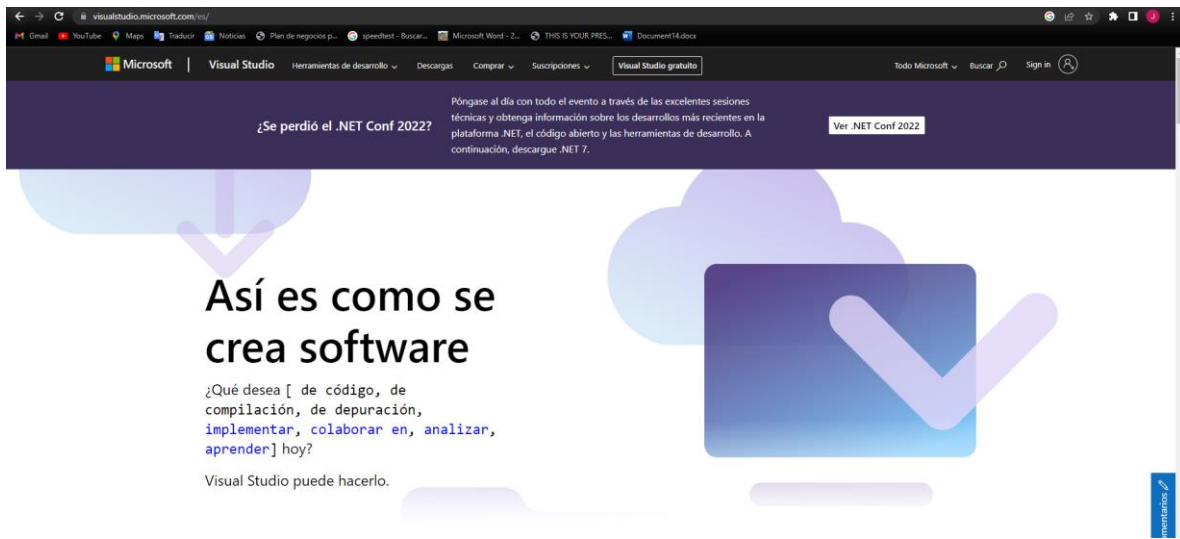 visualstudio.microsoft.com/es/
Gmail YouTube Maps Traducir Noticias Plan de negocios p... speedtest - Buscar... Microsoft Word - 2... THIS IS YOUR PRES... Document14.docx
Microsoft | Visual Studio Herramientas de desarrollo Descargas Comprar Suscripciones Visual Studio gratuito Todo Microsoft Buscar Sign in
¿Se perdió el .NET Conf 2022?
Póngase al día con todo el evento a través de las excelentes sesiones
técnicas y obtenga información sobre los desarrollos más recientes en la
plataforma .NET, el código abierto y las herramientas de desarrollo. A
continuación, descargue .NET 7.
Ver .NET Conf 2022
Así es como se
crea software
¿Qué desea [ de código, de
compilación, de depuración,
implementar, colaborar en, analizar,
aprender] hoy?
Visual Studio puede hacerlo.
omentarios